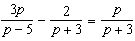 3p/(p − 5) − 2/(p + 3) = p/(p + 3)